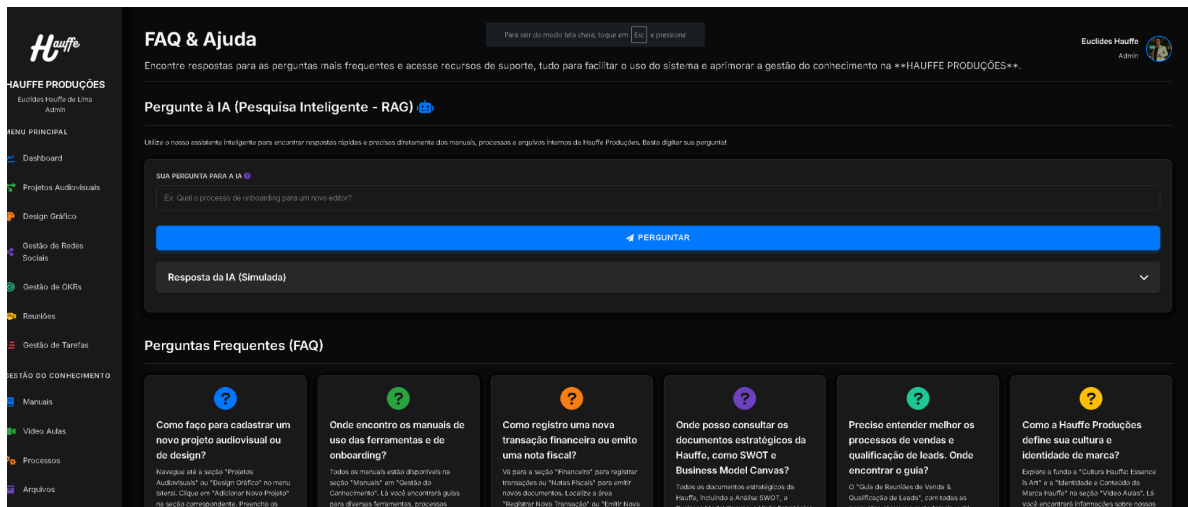 Hauffe
HAUFFE PRODUÇÕES
Euclides Hauffe de Lima
Admin
MENU PRINCIPAL
Dashboard
Projetos Audiovisuais
Design Gráfico
Gestão de Redes
Sociais
Gestão de OKRs
Reuniões
Gestão de Tarefas
GESTÃO DO CONHECIMENTO
Manuais
Vídeo Aulas
Processos
Arquivos
FAQ & Ajuda
Para sair do modo tela cheia, toque em Esc e pressione
Euclides Hauffe
Admin
Encontre respostas para as perguntas mais frequentes e acesse recursos de suporte, tudo para facilitar o uso do sistema e aprimorar a gestão do conhecimento na **HAUFFE PRODUÇÕES**.
Pergunte à IA (Pesquisa Inteligente - RAG)
Utilize o nosso assistente inteligente para encontrar respostas rápidas e precisas diretamente dos manuais, processos e arquivos internos da Hauffe Produções. Basta digitar sua pergunta!
SUA PERGUNTA PARA A IA
Ex: Qual o processo de onboarding para um novo editor?
PERGUNTAR
Resposta da IA (Simulada)
Perguntas Frequentes (FAQ)
Como faço para cadastrar um
novo projeto audiovisual ou
de design?
Navegue até a seção "Projetos
Audiovisuais" ou "Design Gráfico" no menu
lateral. Clique em "Adicionar Novo Projeto"
na seção correspondente. Preencha os
Onde encontro os manuais de
uso das ferramentas e de
onboarding?
Todos os manuais estão disponíveis na
seção "Manuais" em "Gestão do
Conhecimento". Lá você encontrará guias
para diversas ferramentas, processos
Como registro uma nova
transação financeira ou emito
uma nota fiscal?
Vá para a seção "Financeiro" para registrar
transações ou "Notas Fiscais" para emitir
novos documentos. Localize a área
"Registrar Nova Transação" ou "Emitir Nova
Onde posso consultar os
documentos estratégicos da
Hauffe, como SWOT e
Business Model Canvas?
Todos os documentos estratégicos da
Hauffe, incluindo a Análise SWOT, o
Preciso entender melhor os
processos de vendas e
qualificação de leads. Onde
encontrar o guia?
O "Guia de Reuniões de Venda &
Qualificação de Leads", com todas as
Como a Hauffe Produções
define sua cultura e
identidade de marca?
Explore a fundo a "Cultura Hauffe: Essence
Is Art" e a "Identidade e Conteúdo da
Marca Hauffe" na seção "Vídeo Aulas". Lá
você encontrará informações sobre nossos